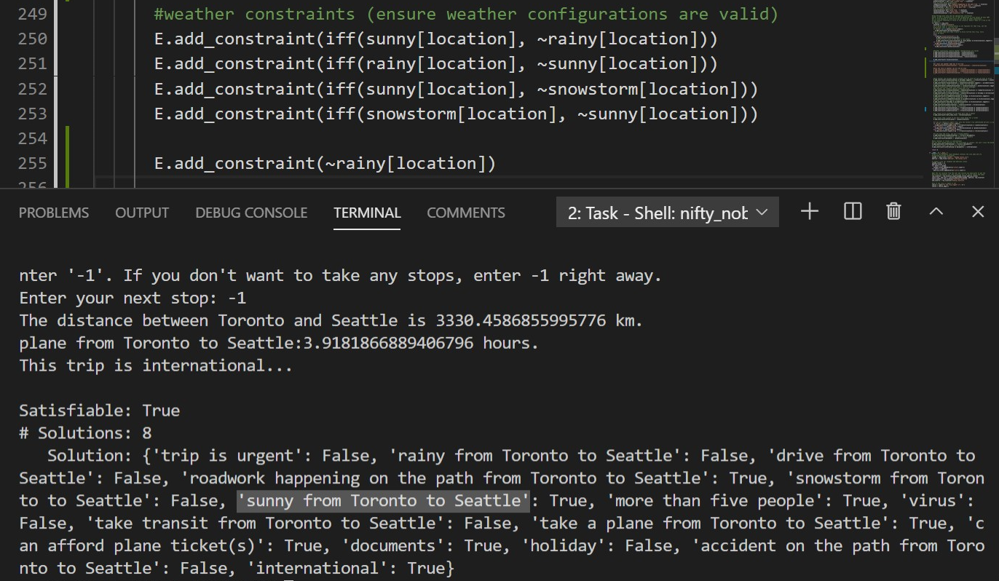 249 #weather constraints (ensure weather configurations are valid)
250 E.add_constraint(iff(sunny[location], ~rainy[location]))
251 E.add_constraint(iff(rainy[location], ~sunny[location]))
252 E.add_constraint(iff(sunny[location], ~snowstorm[location]))
253 E.add_constraint(iff(snowstorm[location], ~sunny[location]))
254
255 E.add_constraint(~rainy[location])
256
PROBLEMS OUTPUT DEBUG CONSOLE TERMINAL COMMENTS 2: Task - Shell: nifty_nob
nter '-1'. If you don't want to take any stops, enter -1 right away.
Enter your next stop: -1
The distance between Toronto and Seattle is 3330.4586855995776 km.
plane from Toronto to Seattle:3.9181866889406796 hours.
This trip is international...
Satisfiable: True
# Solutions: 8
Solution: {'trip is urgent': False, 'rainy from Toronto to Seattle': False, 'drive from Toronto to
Seattle': False, 'roadwork happening on the path from Toronto to Seattle': True, 'snowstorm from Toron
to to Seattle': False, 'sunny from Toronto to Seattle': True, 'more than five people': True, 'virus':
False, 'take transit from Toronto to Seattle': False, 'take a plane from Toronto to Seattle': True, 'c
an afford plane ticket(s)': True, 'documents': True, 'holiday': False, 'accident on the path from Toro
nto to Seattle': False, 'international': True}